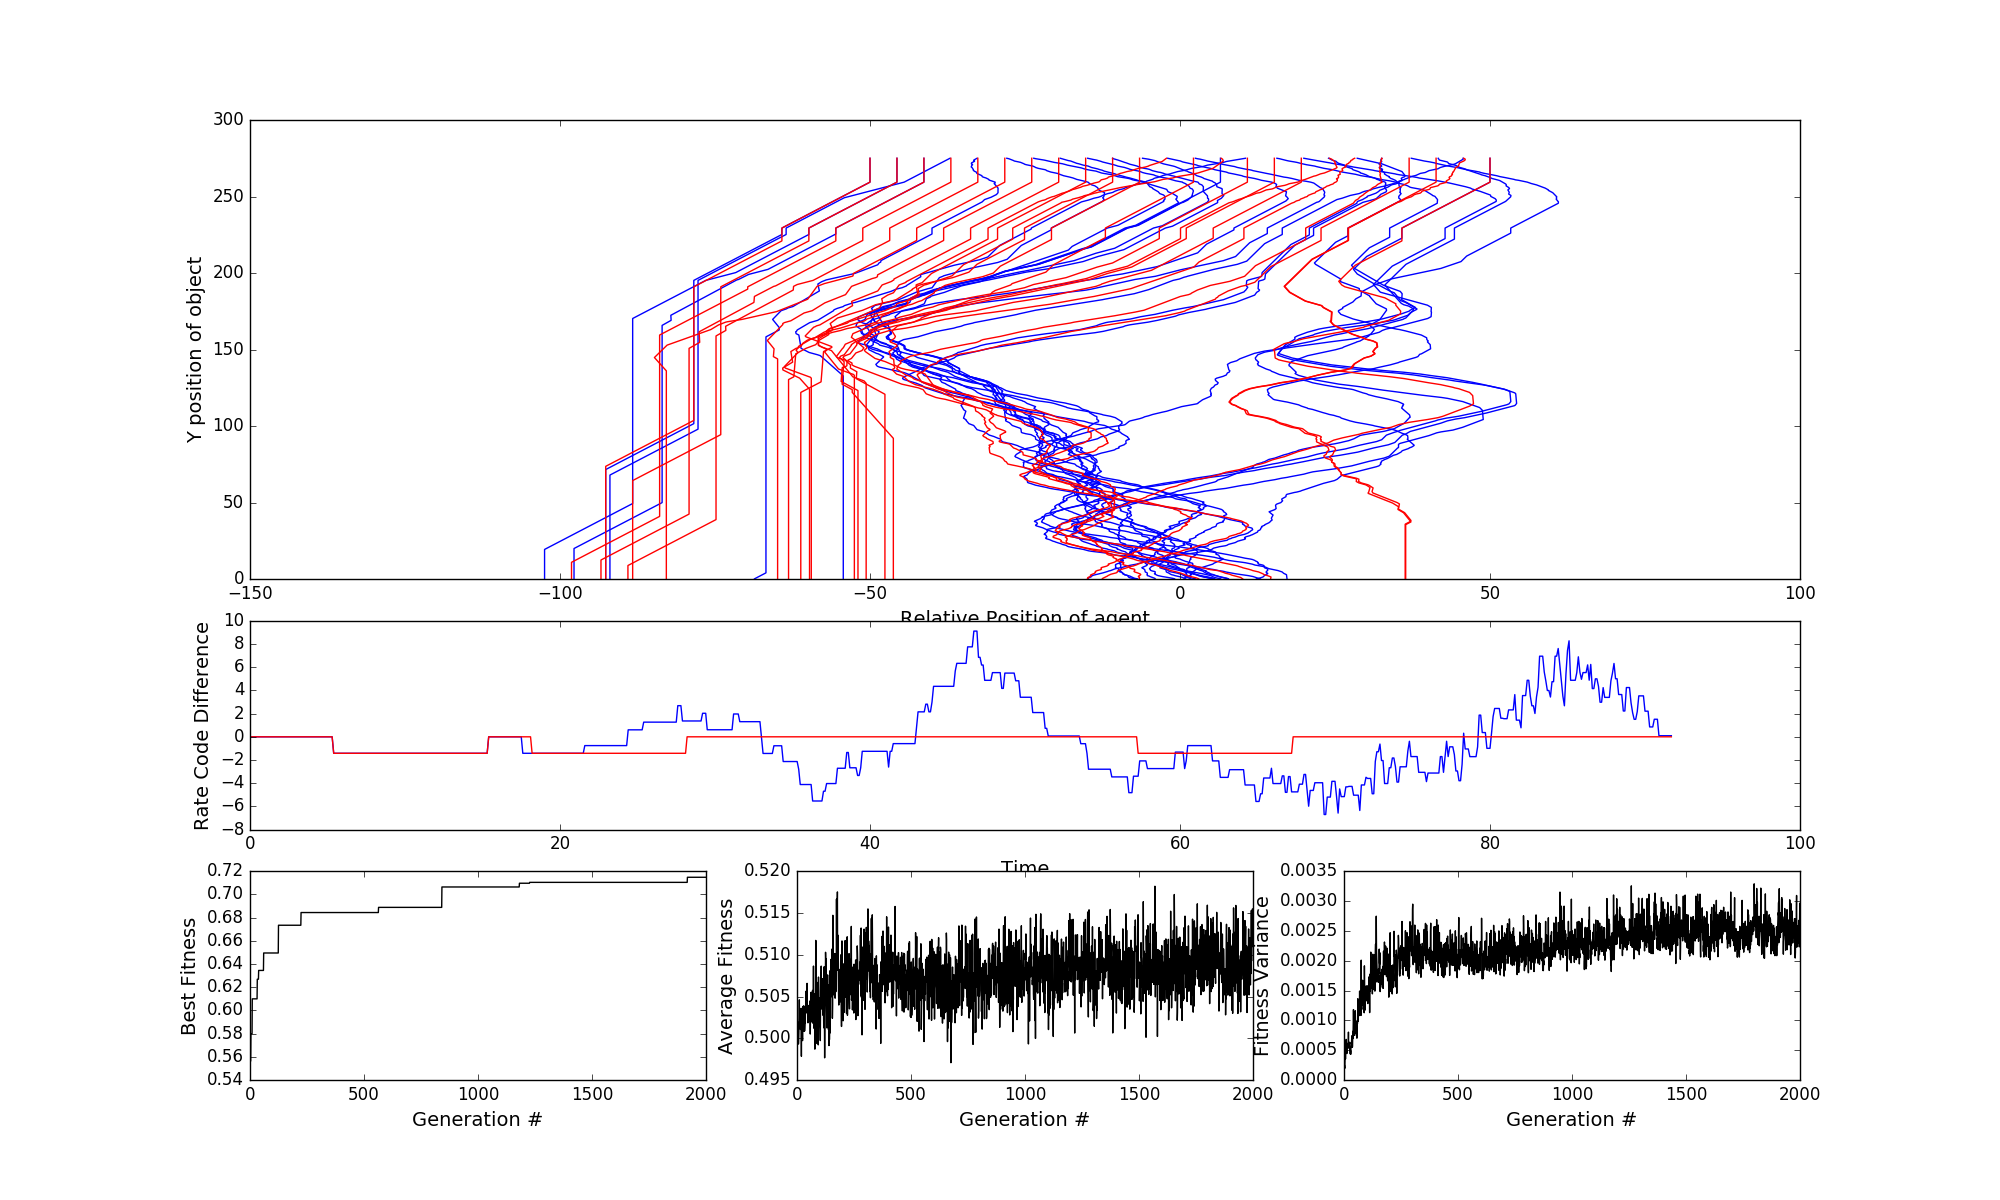 300
250
200
150
100
50
0
Y position of object
−150 −100 −50 0 50 100
Relative Position of agent
10
8
6
4
2
0
−2
−4
−6
−8
Rate Code Difference
0 20 40 60 80 100
Time
0.72
0.70
0.68
0.66
0.64
0.62
0.60
0.58
0.56
0.54
Best Fitness
0 500 1000 1500 2000
Generation #
0.520
0.515
0.510
0.505
0.500
0.495
Average Fitness
0 500 1000 1500 2000
Generation #
0.0035
0.0030
0.0025
0.0020
0.0015
0.0010
0.0005
0.0000
Fitness Variance
0 500 1000 1500 2000
Generation #